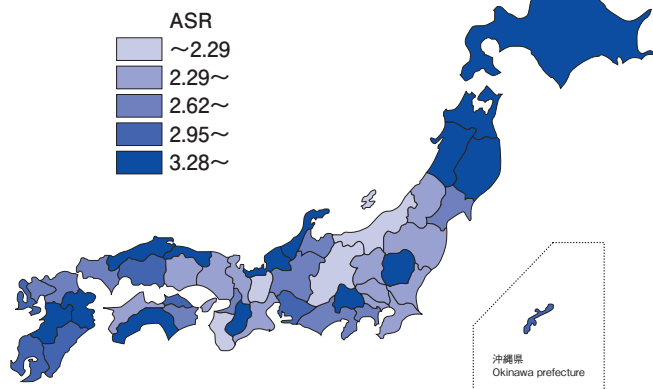 ASR
～2.29
2.29～
2.62～
2.95～
3.28～
沖縄県
Okinawa prefecture